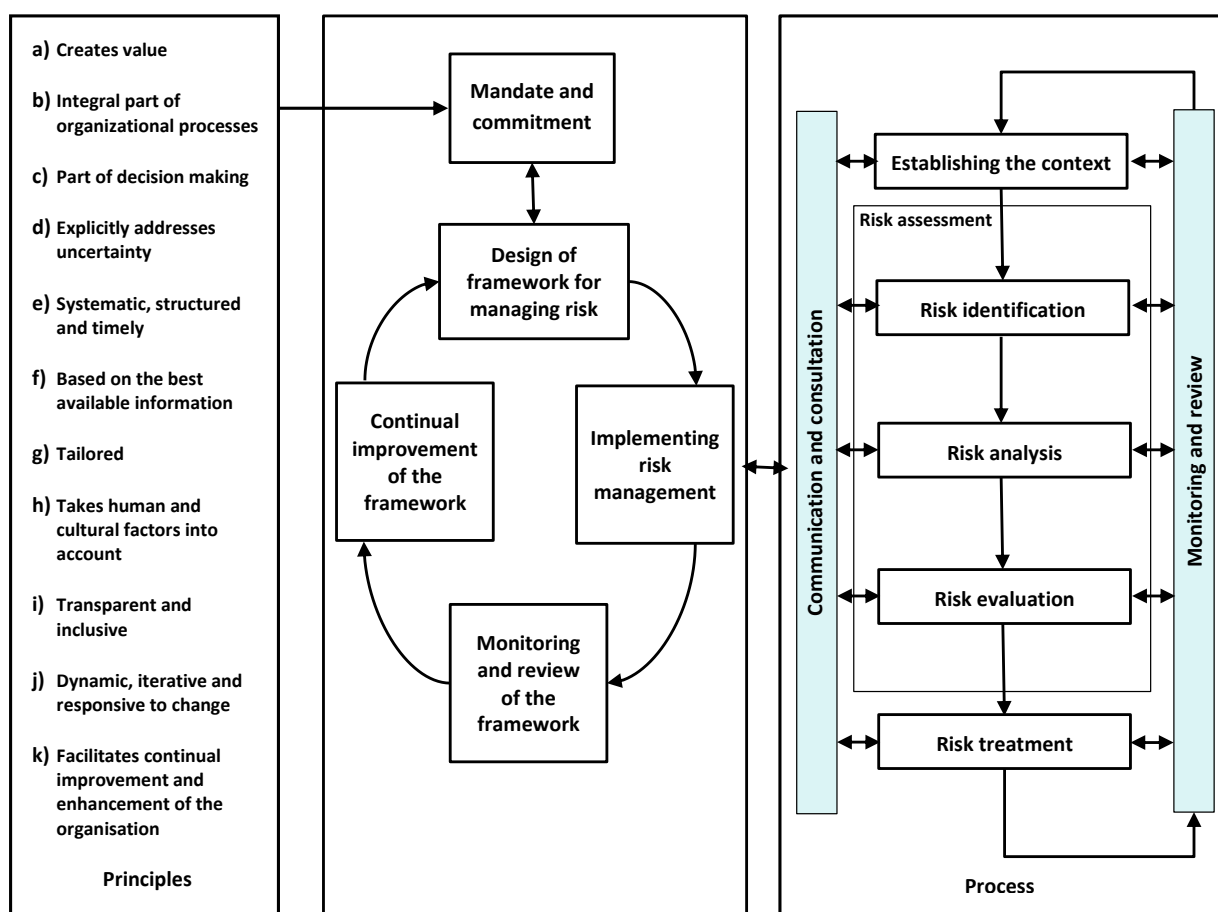 a) Creates value
b) Integral part of
organizational processes
c) Part of decision making
d) Explicitly addresses
uncertainty
e) Systematic, structured
and timely
f) Based on the best
available information
g) Tailored
h) Takes human and
cultural factors into
account
i) Transparent and
inclusive
j) Dynamic, iterative and
responsive to change
k) Facilitates continual
improvement and
enhancement of the
organisation
Principles
Mandate and
commitment
Design of
framework for
managing risk
Continual
improvement
of the
framework
Implementing
risk
management
Monitoring
and review
of the
framework
Communication and consultation
Establishing the context
Risk assessment
Risk identification
Risk analysis
Risk evaluation
Risk treatment
Monitoring and review
Process